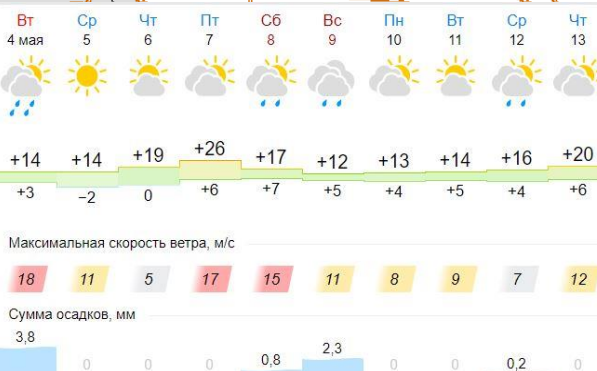 Вт Ср Чт Пт Сб Вс Пн Вт Ср Чт
4 мая 5 6 7 8 9 10 11 12 13
+14 +14 +19 +26 +17 +12 +13 +14 +16 +20
+3 −2 0 +6 +7 +5 +4 +5 +4 +6
Максимальная скорость ветра, м/с
18 11 5 17 15 11 8 9 7 12
Сумма осадков, мм
3,8 0 0 0 0,8 2,3 0 0 0,2 0